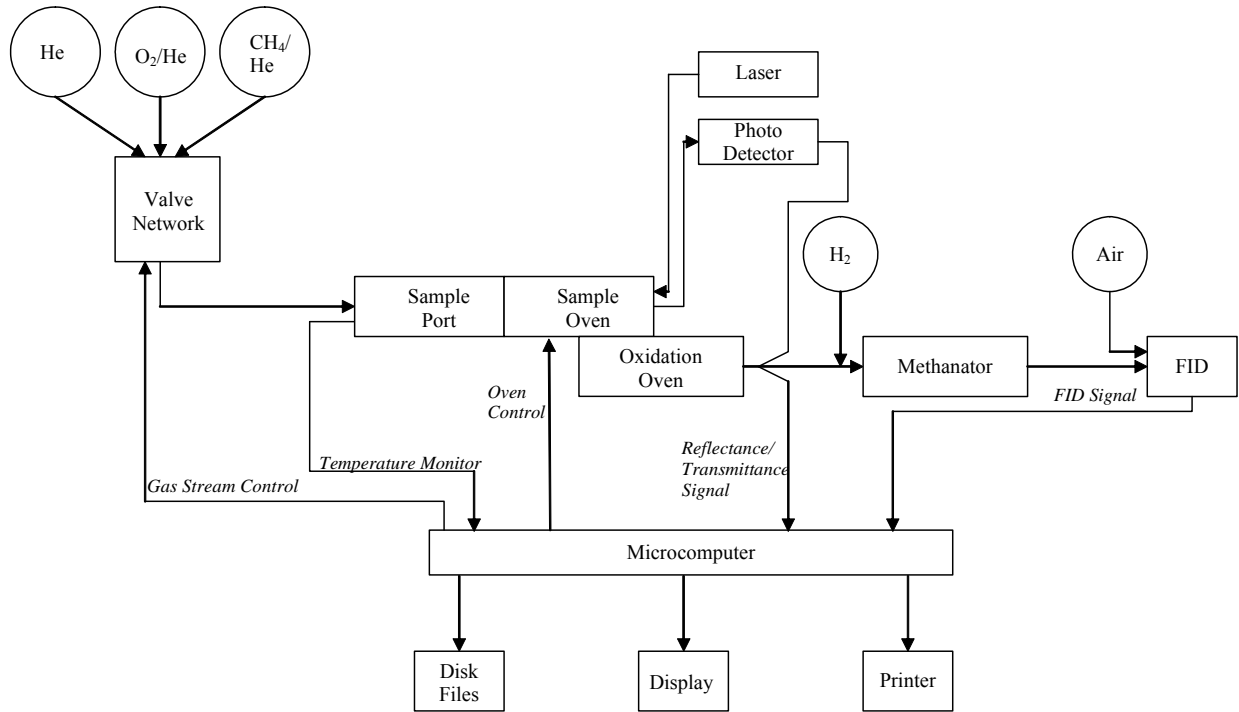 He
O₂/He
CH₄/
He
Laser
Photo
Detector
Valve
Network
H₂
Air
Sample
Port
Sample
Oven
Oxidation
Oven
Methanator
FID
Oven
Control
FID Signal
Reflectance/
Transmittance
Signal
Temperature Monitor
Gas Stream Control
Microcomputer
Disk
Files
Display
Printer